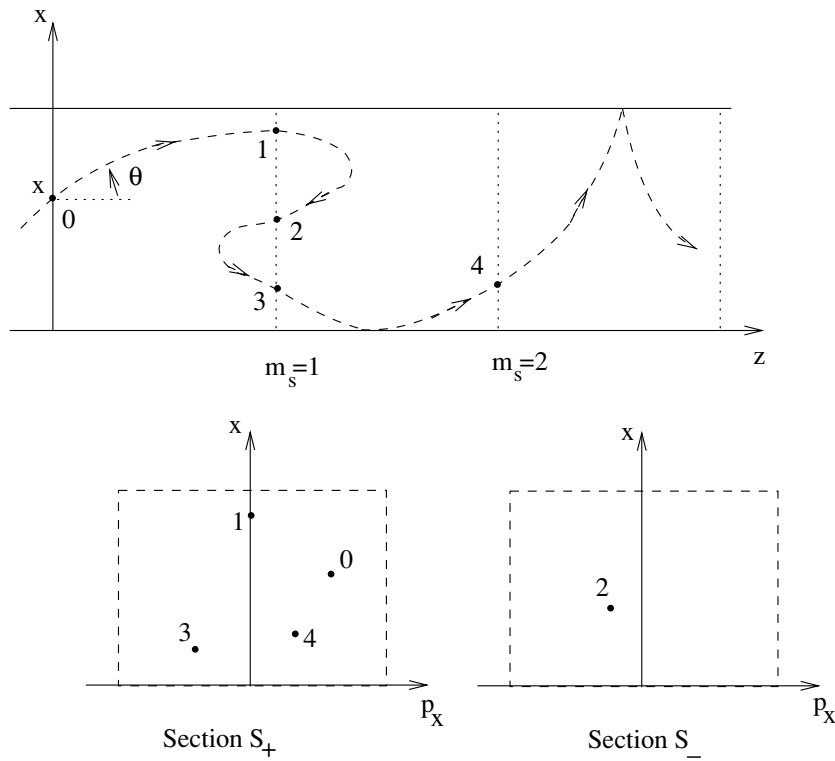 x
1
θ
x
0
2
4
3
z
m_s=1
m_s=2
x
x
1
0
2
3
4
p_x
p_x
Section S_+
Section S_-